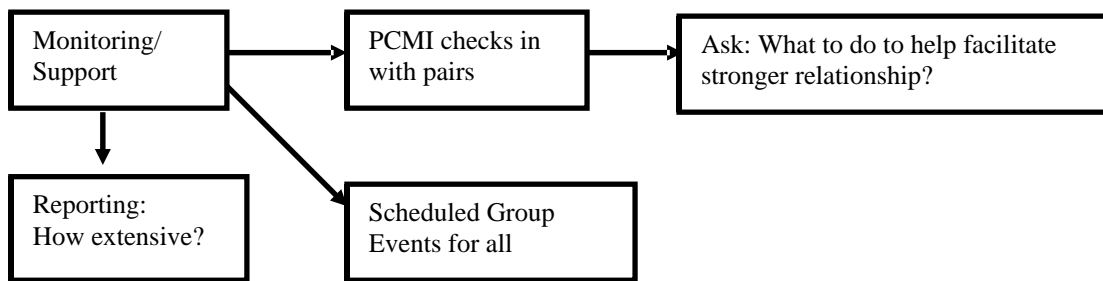 Monitoring/
Support
PCMI checks in
with pairs
Ask: What to do to help facilitate
stronger relationship?
Reporting:
How extensive?
Scheduled Group
Events for all